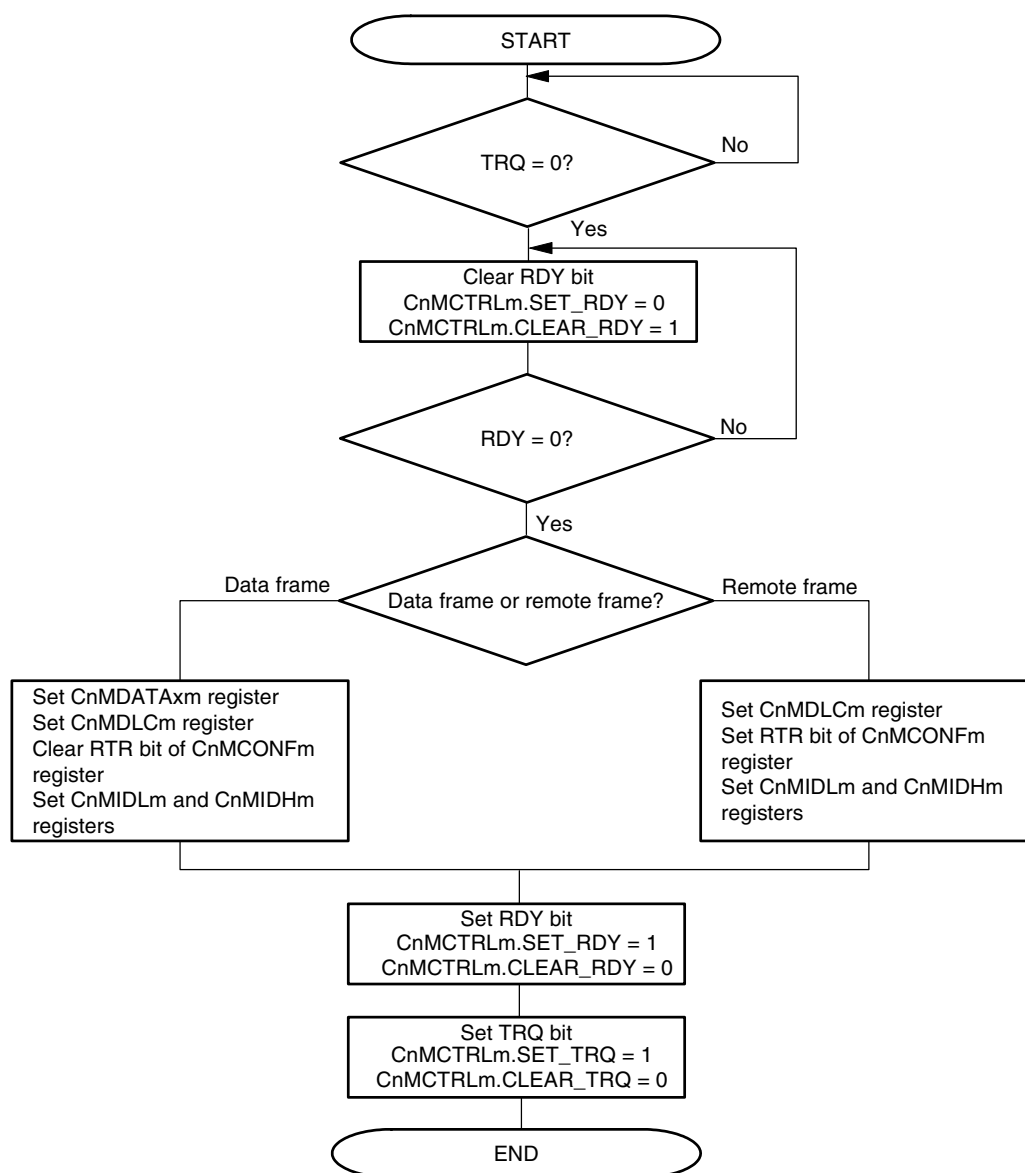 START
No
TRQ = 0?
Yes
Clear RDY bit
CnMCTRLm.SET_RDY = 0
CnMCTRLm.CLEAR_RDY = 1
No
RDY = 0?
Yes
Data frame
Remote frame
Data frame or remote frame?
Set CnMDATAxm register
Set CnMDLCm register
Clear RTR bit of CnMCONFm
register
Set CnMIDLm and CnMIDHm
registers
Set CnMDLCm register
Set RTR bit of CnMCONFm
register
Set CnMIDLm and CnMIDHm
registers
Set RDY bit
CnMCTRLm.SET_RDY = 1
CnMCTRLm.CLEAR_RDY = 0
Set TRQ bit
CnMCTRLm.SET_TRQ = 1
CnMCTRLm.CLEAR_TRQ = 0
END